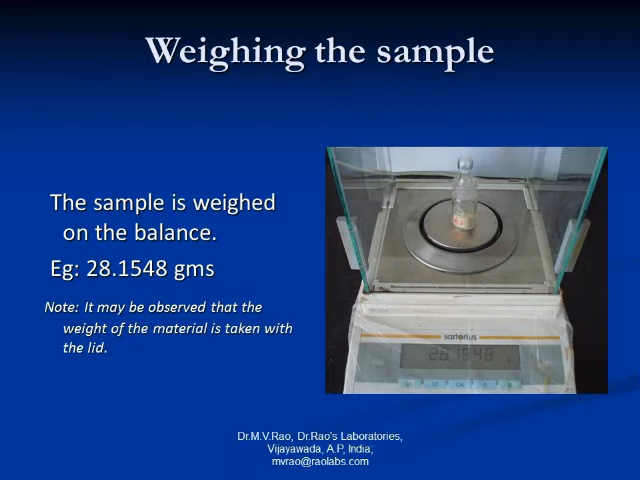 Weighing the sample
The sample is weighed
on the balance.
Eg: 28.1548 gms
Note: It may be observed that the
weight of the material is taken with
the lid.
sartorius
28.1548
Dr.M.V.Rao, Dr.Rao's Laboratories,
Vijayawada, A.P, India;
mvrao@raolabs.com